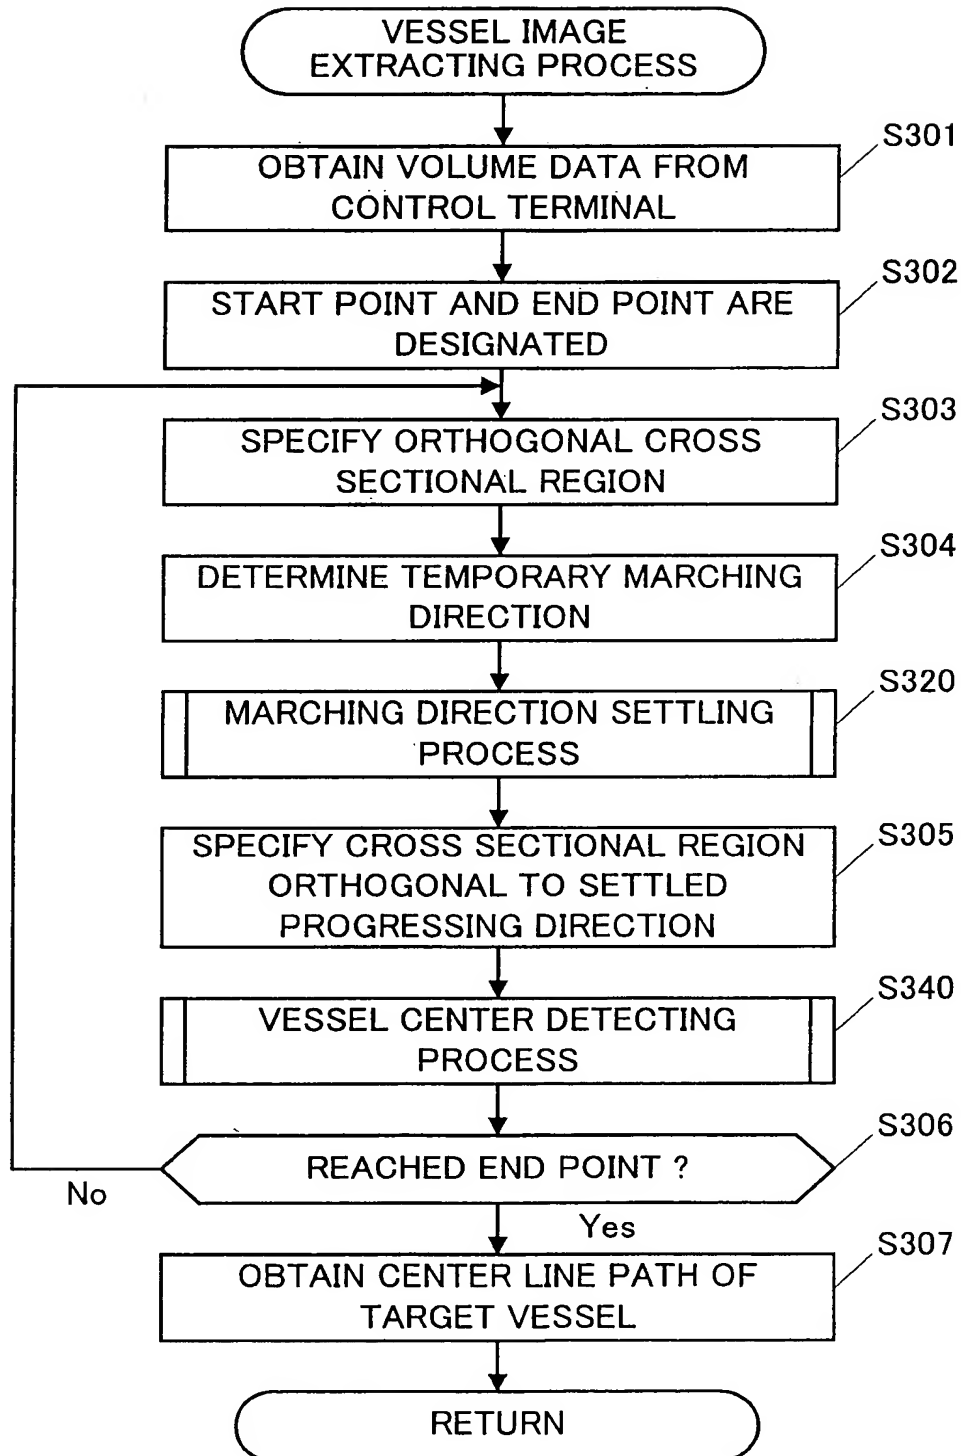 VESSEL IMAGE
EXTRACTING PROCESS
S301
OBTAIN VOLUME DATA FROM
CONTROL TERMINAL
S302
START POINT AND END POINT ARE
DESIGNATED
S303
SPECIFY ORTHOGONAL CROSS
SECTIONAL REGION
S304
DETERMINE TEMPORARY MARCHING
DIRECTION
S320
MARCHING DIRECTION SETTLING
PROCESS
S305
SPECIFY CROSS SECTIONAL REGION
ORTHOGONAL TO SETTLED
PROGRESSING DIRECTION
S340
VESSEL CENTER DETECTING
PROCESS
S306
REACHED END POINT ?
No
Yes
S307
OBTAIN CENTER LINE PATH OF
TARGET VESSEL
RETURN